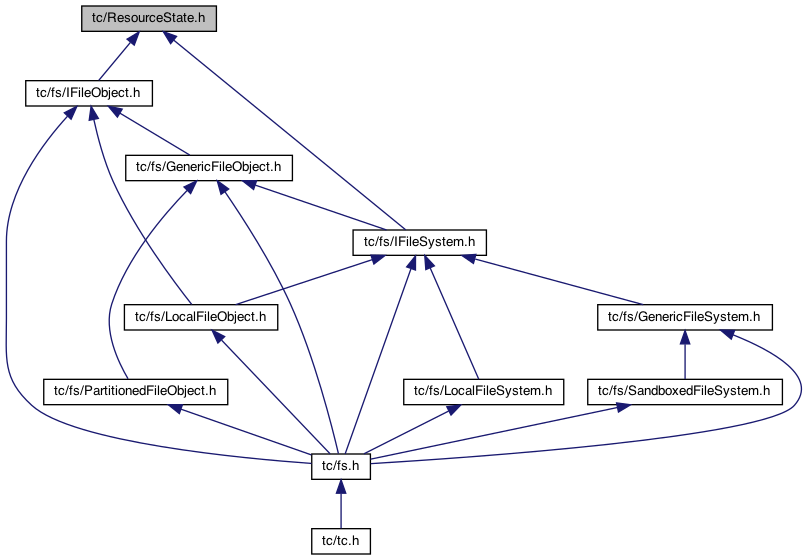 tc/ResourceState.h
tc/fs/IFileObject.h
tc/fs/GenericFileObject.h
tc/fs/IFileSystem.h
tc/fs/LocalFileObject.h
tc/fs/GenericFileSystem.h
tc/fs/PartitionedFileObject.h
tc/fs/LocalFileSystem.h
tc/fs/SandboxedFileSystem.h
tc/fs.h
tc/tc.h